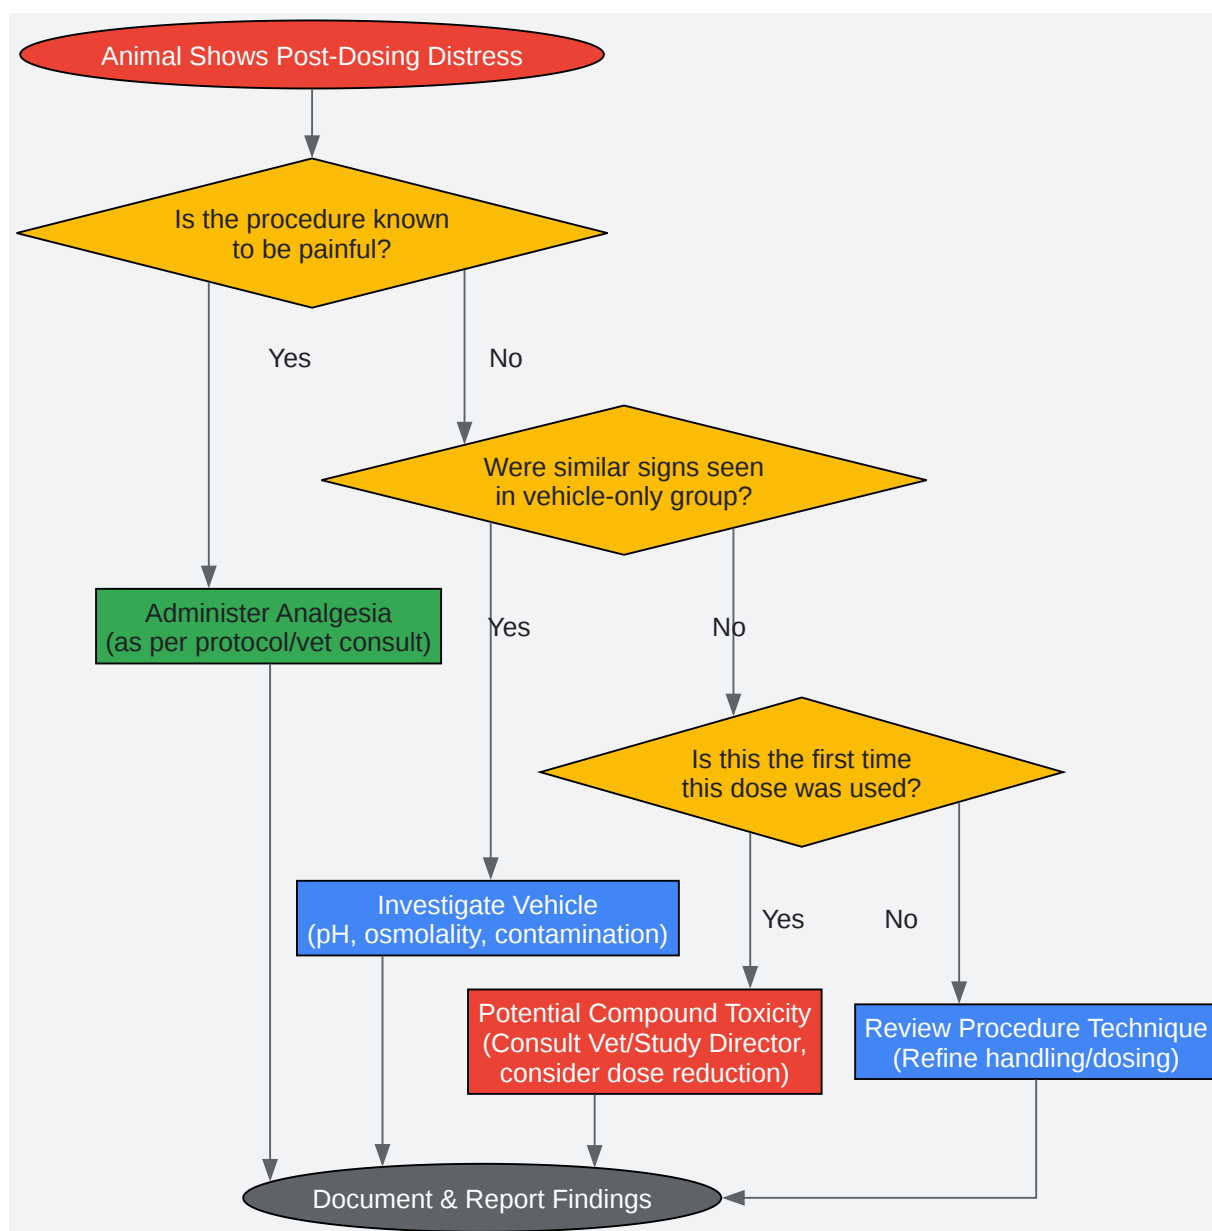 Animal Shows Post-Dosing Distress
Is the procedure known
to be painful?
Yes
No
Were similar signs seen
in vehicle-only group?
Administer Analgesia
(as per protocol/vet consult)
Yes
No
Is this the first time
this dose was used?
Investigate Vehicle
(pH, osmolality, contamination)
Yes
No
Potential Compound Toxicity
(Consult Vet/Study Director,
consider dose reduction)
Review Procedure Technique
(Refine handling/dosing)
Document & Report Findings